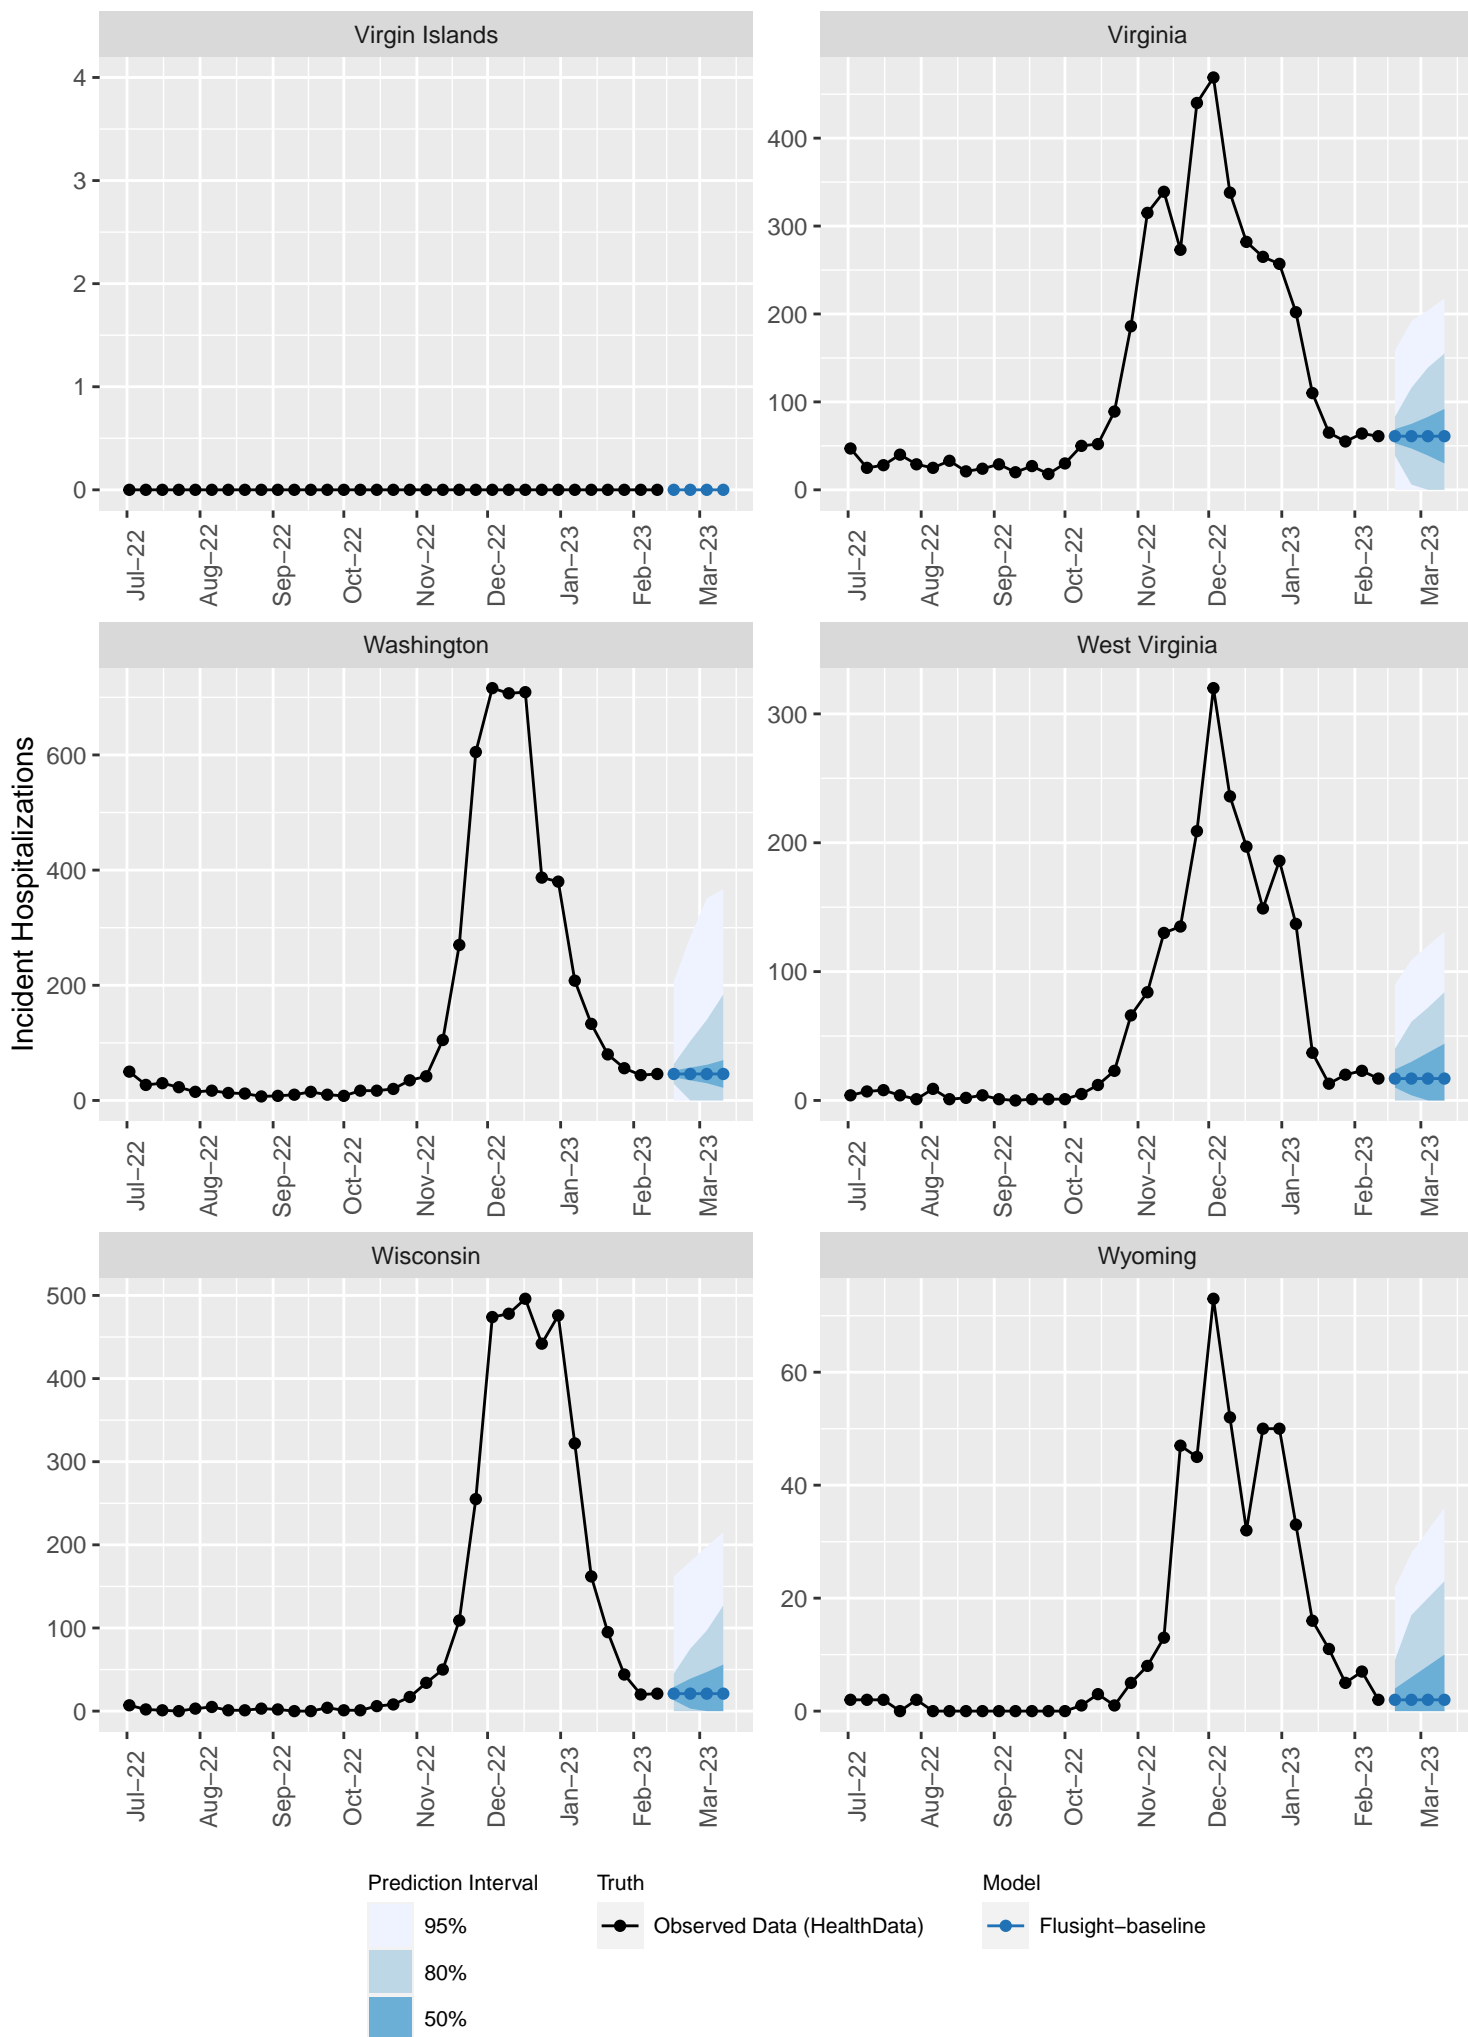 Virgin Islands
Virginia
4
3
2
1
0
400
300
200
100
0
Jul−22
Aug−22
Sep−22
Oct−22
Nov−22
Dec−22
Jan−23
Feb−23
Mar−23
Jul−22
Aug−22
Sep−22
Oct−22
Nov−22
Dec−22
Jan−23
Feb−23
Mar−23
Incident Hospitalizations
Washington
West Virginia
600
400
200
0
300
200
100
0
Jul−22
Aug−22
Sep−22
Oct−22
Nov−22
Dec−22
Jan−23
Feb−23
Mar−23
Jul−22
Aug−22
Sep−22
Oct−22
Nov−22
Dec−22
Jan−23
Feb−23
Mar−23
Wisconsin
Wyoming
500
400
300
200
100
0
60
40
20
0
Jul−22
Aug−22
Sep−22
Oct−22
Nov−22
Dec−22
Jan−23
Feb−23
Mar−23
Jul−22
Aug−22
Sep−22
Oct−22
Nov−22
Dec−22
Jan−23
Feb−23
Mar−23
Prediction Interval
95%
80%
50%
Truth
Observed Data (HealthData)
Model
Flusight−baseline